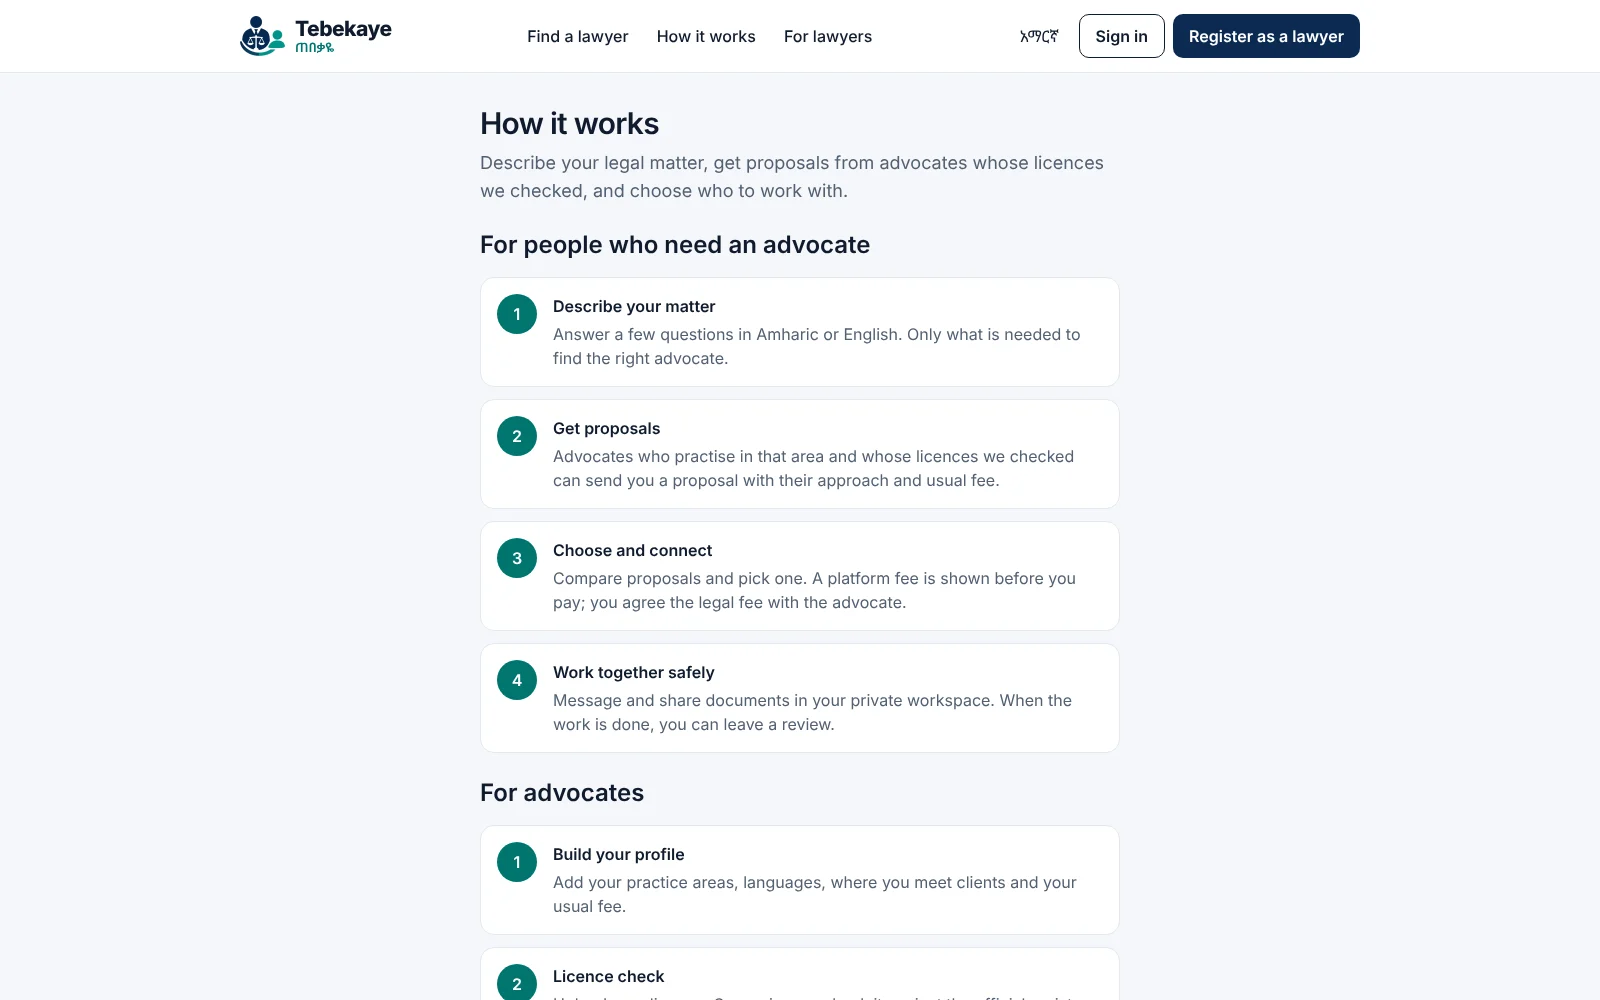 Tebekaye
ጠበቃዬ
Find a lawyer
How it works
For lawyers
አማርኛ
Sign in
Register as a lawyer
How it works
Describe your legal matter, get proposals from advocates whose licences
we checked, and choose who to work with.
For people who need an advocate
1
Describe your matter
Answer a few questions in Amharic or English. Only what is needed to
find the right advocate.
2
Get proposals
Advocates who practise in that area and whose licences we checked
can send you a proposal with their approach and usual fee.
3
Choose and connect
Compare proposals and pick one. A platform fee is shown before you
pay; you agree the legal fee with the advocate.
4
Work together safely
Message and share documents in your private workspace. When the
work is done, you can leave a review.
For advocates
1
Build your profile
Add your practice areas, languages, where you meet clients and your
usual fee.
2
Licence check